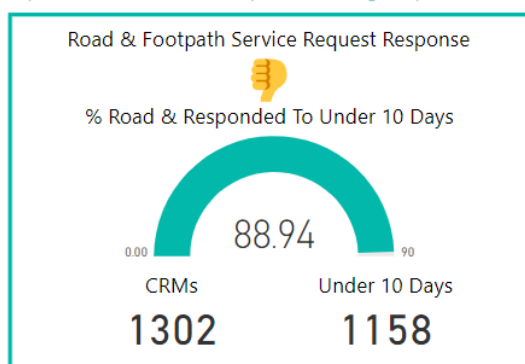 Road & Footpath Service Request Response
% Road & Responded To Under 10 Days
88.94
0.00 90
CRMs Under 10 Days
1302 1158